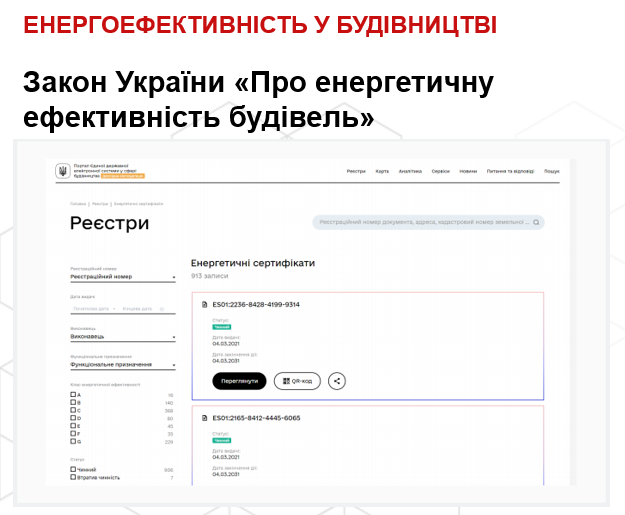 ЕНЕРГОЕФЕКТИВНІСТЬ У БУДІВНИЦТВІ
Закон України «Про енергетичну
ефективність будівель»
Портал Єдиної державної
електронної системи у сфері
будівництва
Реєстри Карта Аналітика Сервіси Новини Питання та відповіді Пошук
Головна | Реєстри | Енергетичні сертифікати
Реєстри
Реєстраційний номер документа, адреса, кадастровий номер земельної ...
Енергетичні сертифікати
913 записи
Реєстраційний номер
Реєстраційний номер
Дата видачі
Початкова дата - Кінцева дата
Виконавець
Виконавець
Функціональне призначення
Функціональне призначення
Клас енергетичної ефективності
A 16
B 140
C 388
D 60
E 45
F 35
G 229
Статус
Чинний 906
Втратив чинність 7
ES01:2236-8428-4199-9314
Статус:
Чинний
Дата видачі:
04.03.2021
Дата закінчення дії:
04.03.2031
Переглянути QR-код
ES01:2165-8412-4445-6065
Статус:
Чинний
Дата видачі:
04.03.2021
Дата закінчення дії:
04.03.2031